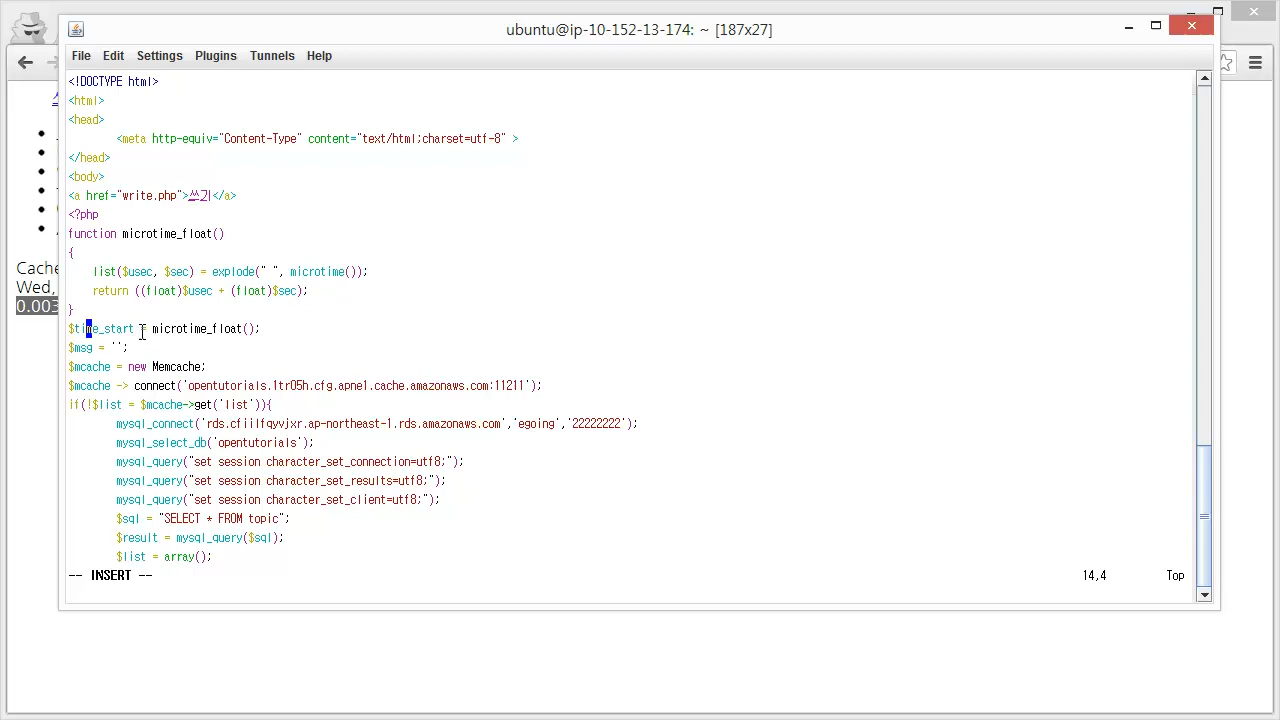 ubuntu@ip-10-152-13-174: ~ [187x27]
File Edit Settings Plugins Tunnels Help
<!DOCTYPE html>
<html>
<head>
<meta http-equiv="Content-Type" content="text/html;charset=utf-8" >
</head>
<body>
<a href="write.php">쓰기</a>
<?php
function microtime_float()
{
list($usec, $sec) = explode(" ", microtime());
return ((float)$usec + (float)$sec);
}
$time_start = microtime_float();
$msg = '';
$mcache = new Memcache;
$mcache -> connect('opentutorials.1tr05h.cfg.apne1.cache.amazonaws.com:11211');
if(!$list = $mcache->get('list')){
mysql_connect('rds.cfiilfqyvjxr.ap-northeast-1.rds.amazonaws.com','egoing','22222222');
mysql_select_db('opentutorials');
mysql_query("set session character_set_connection=utf8;");
mysql_query("set session character_set_results=utf8;");
mysql_query("set session character_set_client=utf8;");
$sql = "SELECT * FROM topic";
$result = mysql_query($sql);
$list = array();
-- INSERT -- 14,4 Top
Cache
Wed,
0.003